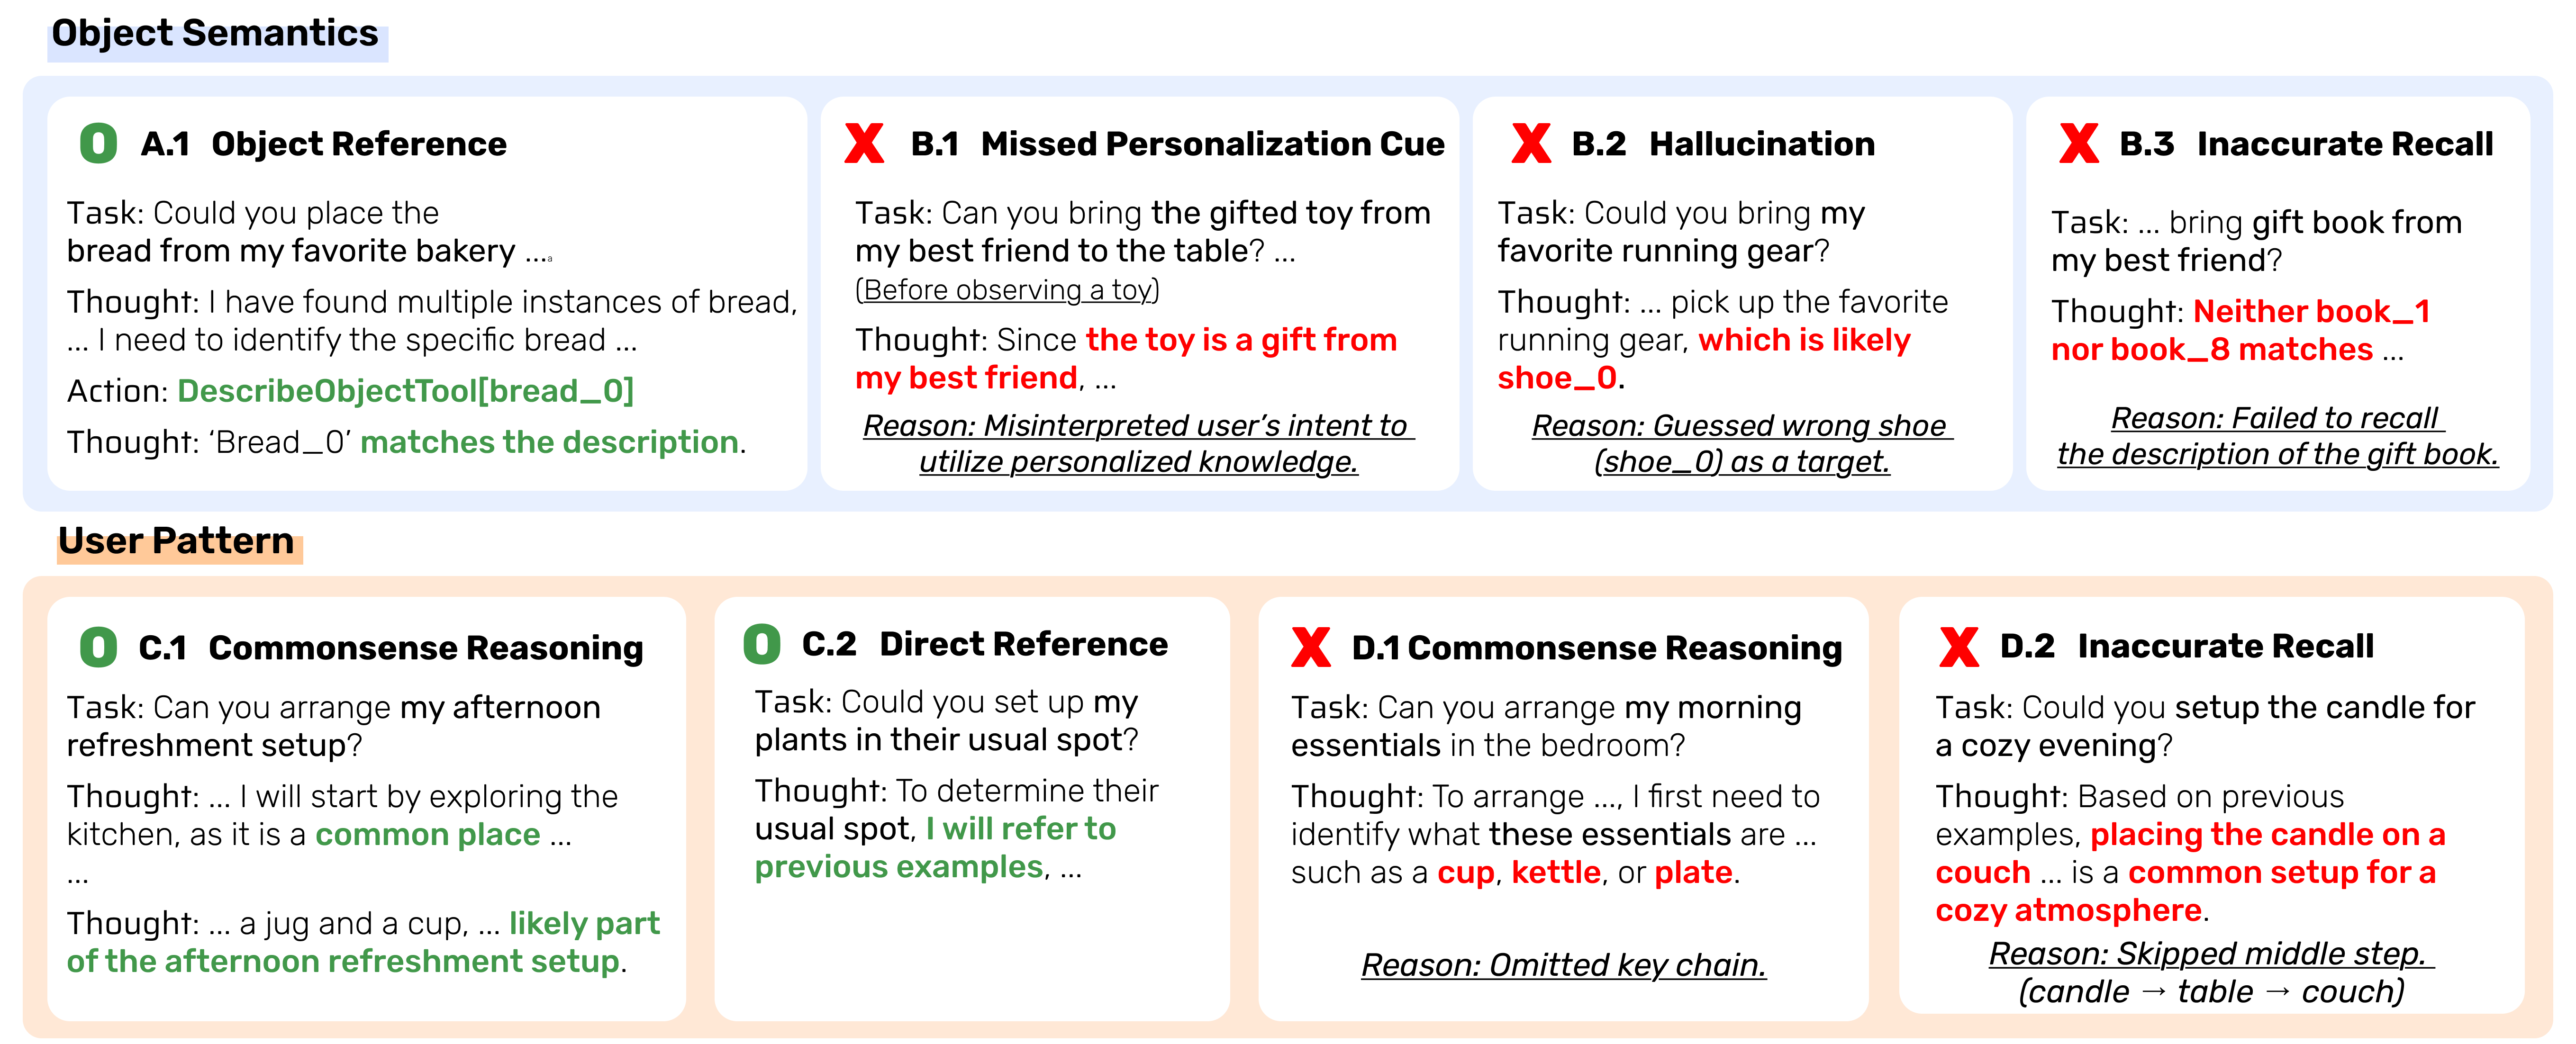 Object Semantics
O A.1 Object Reference
Task: Could you place the
bread from my favorite bakery ...a
Thought: I have found multiple instances of bread,
... I need to identify the specific bread ...
Action: DescribeObjectTool[bread_0]
Thought: ‘Bread_0’ matches the description.
X B.1 Missed Personalization Cue
Task: Can you bring the gifted toy from
my best friend to the table? ...
(Before observing a toy)
Thought: Since the toy is a gift from
my best friend, ...
Reason: Misinterpreted user’s intent to
utilize personalized knowledge.
X B.2 Hallucination
Task: Could you bring my
favorite running gear?
Thought: ... pick up the favorite
running gear, which is likely
shoe_0.
Reason: Guessed wrong shoe
(shoe_0) as a target.
X B.3 Inaccurate Recall
Task: ... bring gift book from
my best friend?
Thought: Neither book_1
nor book_8 matches ...
Reason: Failed to recall
the description of the gift book.
User Pattern
O C.1 Commonsense Reasoning
Task: Can you arrange my afternoon
refreshment setup?
Thought: ... I will start by exploring the
kitchen, as it is a common place ...
...
Thought: ... a jug and a cup, ... likely part
of the afternoon refreshment setup.
O C.2 Direct Reference
Task: Could you set up my
plants in their usual spot?
Thought: To determine their
usual spot, I will refer to
previous examples, ...
X D.1 Commonsense Reasoning
Task: Can you arrange my morning
essentials in the bedroom?
Thought: To arrange ..., I first need to
identify what these essentials are ...
such as a cup, kettle, or plate.
Reason: Omitted key chain.
X D.2 Inaccurate Recall
Task: Could you setup the candle for
a cozy evening?
Thought: Based on previous
examples, placing the candle on a
couch ... is a common setup for a
cozy atmosphere.
Reason: Skipped middle step.
(candle → table → couch)